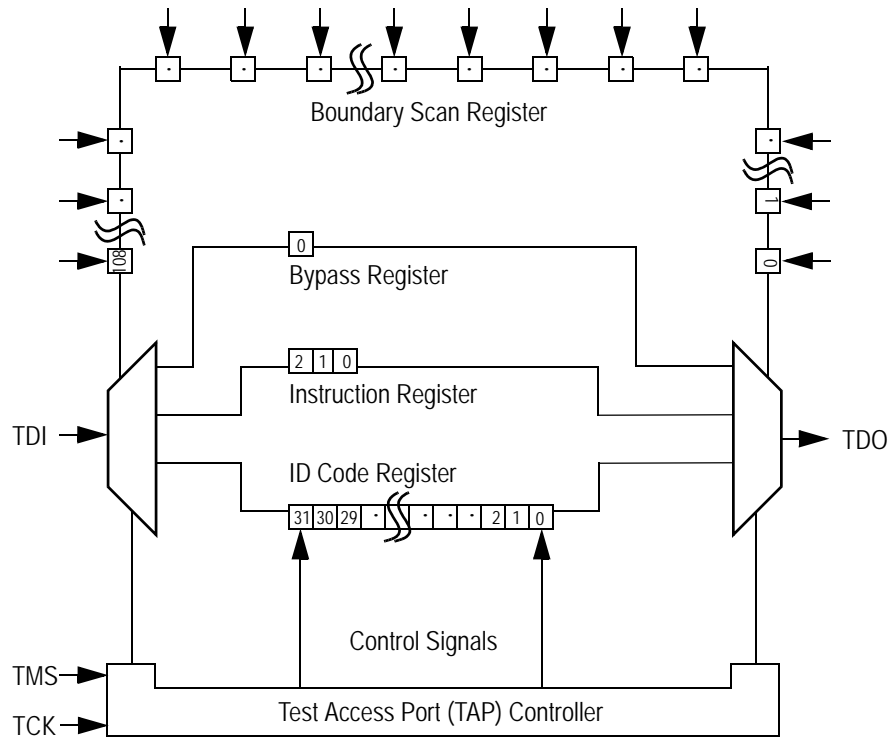 Boundary Scan Register
108
1
0
0
Bypass Register
2 1 0
Instruction Register
TDI
TDO
ID Code Register
31 30 29 · · · · 2 1 0
Control Signals
TMS
Test Access Port (TAP) Controller
TCK